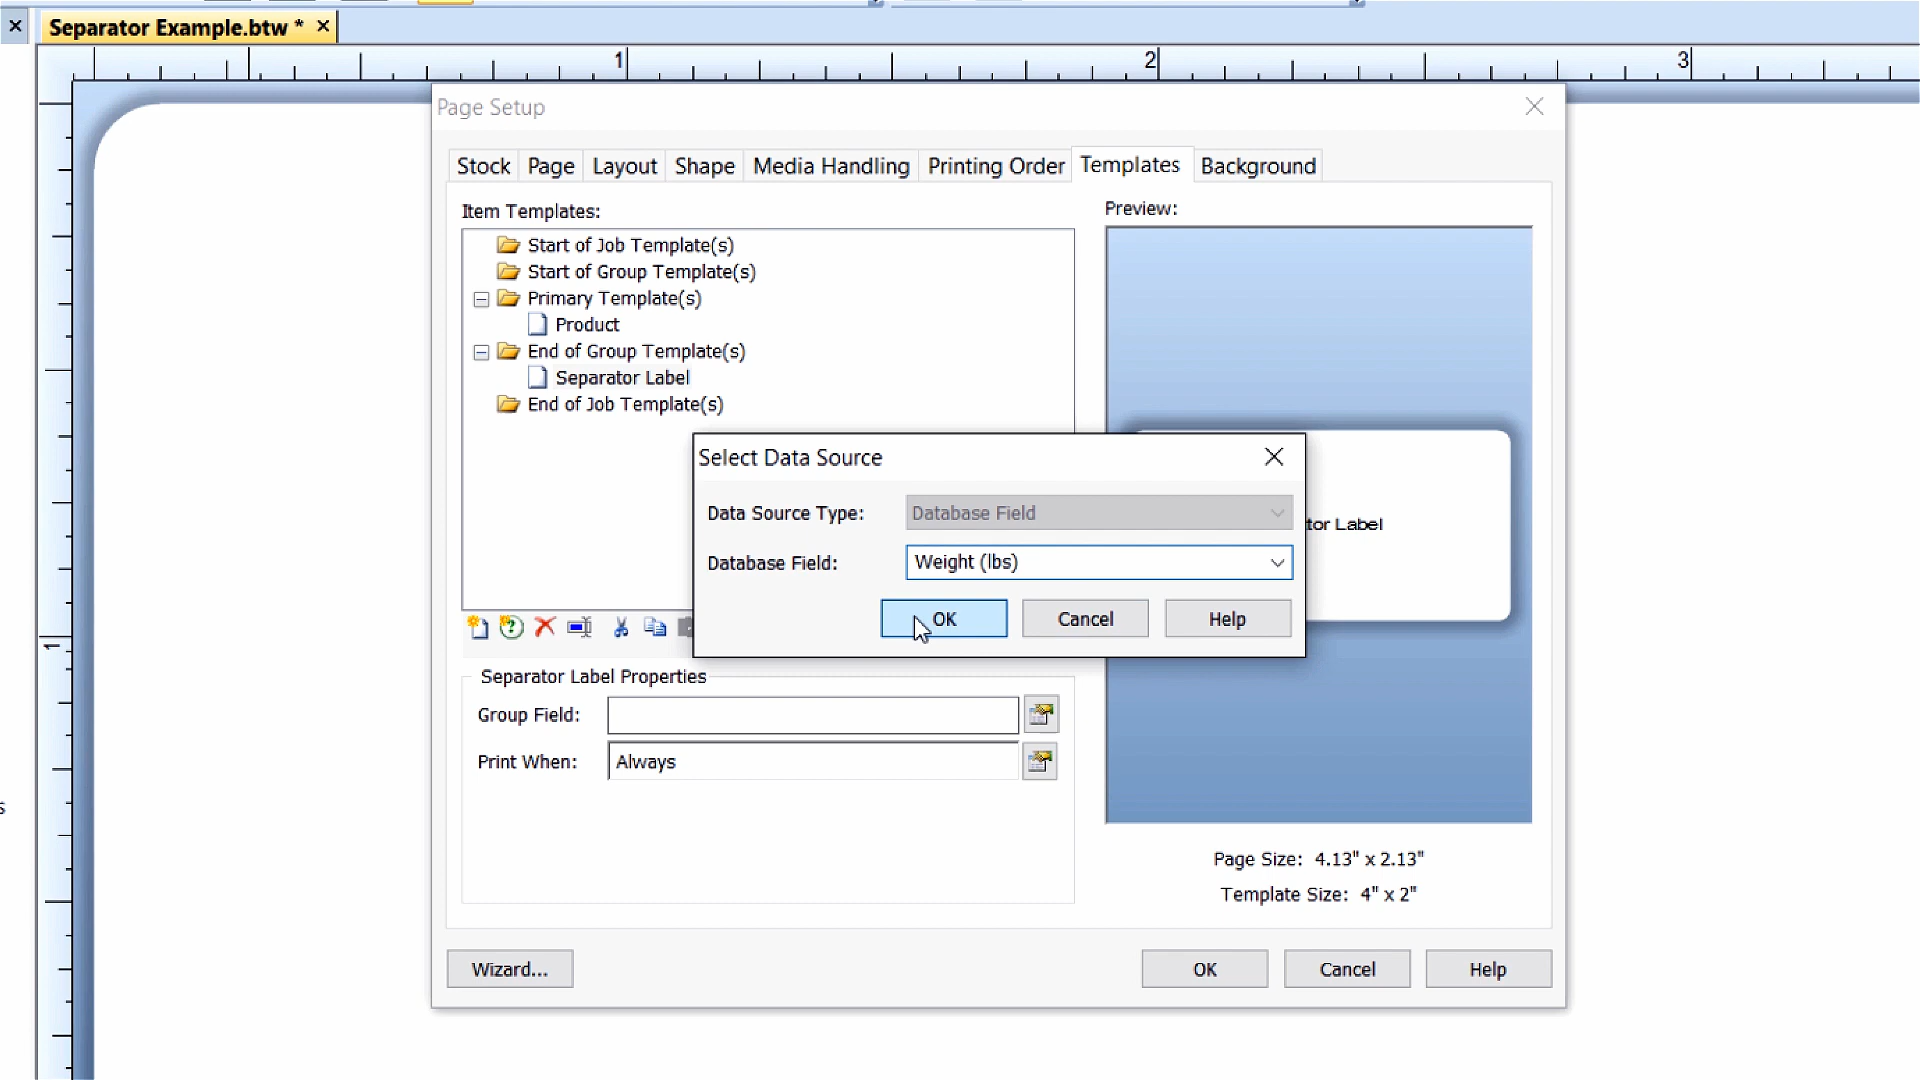 Separator Example.btw *
1
2
3
Page Setup
Stock
Page
Layout
Shape
Media Handling
Printing Order
Templates
Background
Item Templates:
Preview:
Start of Job Template(s)
Start of Group Template(s)
Primary Template(s)
Product
End of Group Template(s)
Separator Label
End of Job Template(s)
Select Data Source
Data Source Type:
Database Field
Database Field:
Weight (lbs)
OK
Cancel
Help
tor Label
1
Separator Label Properties
Group Field:
Print When:
Always
s
Page Size: 4.13" x 2.13"
Template Size: 4" x 2"
Wizard...
OK
Cancel
Help